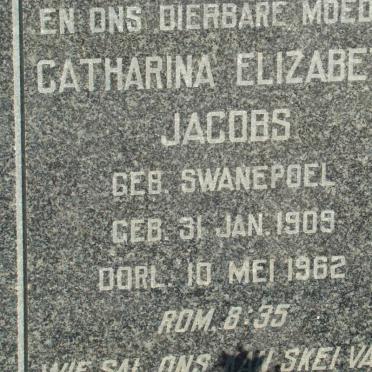 EN ONS DIERBARE MOED
CATHARINA ELIZABET
JACOBS
GEB. SWANEPOEL
GEB. 31 JAN. 1909
OORL. 10 MEI 1962
ROM. 8:35
WIE SAL ONS SKEI VA